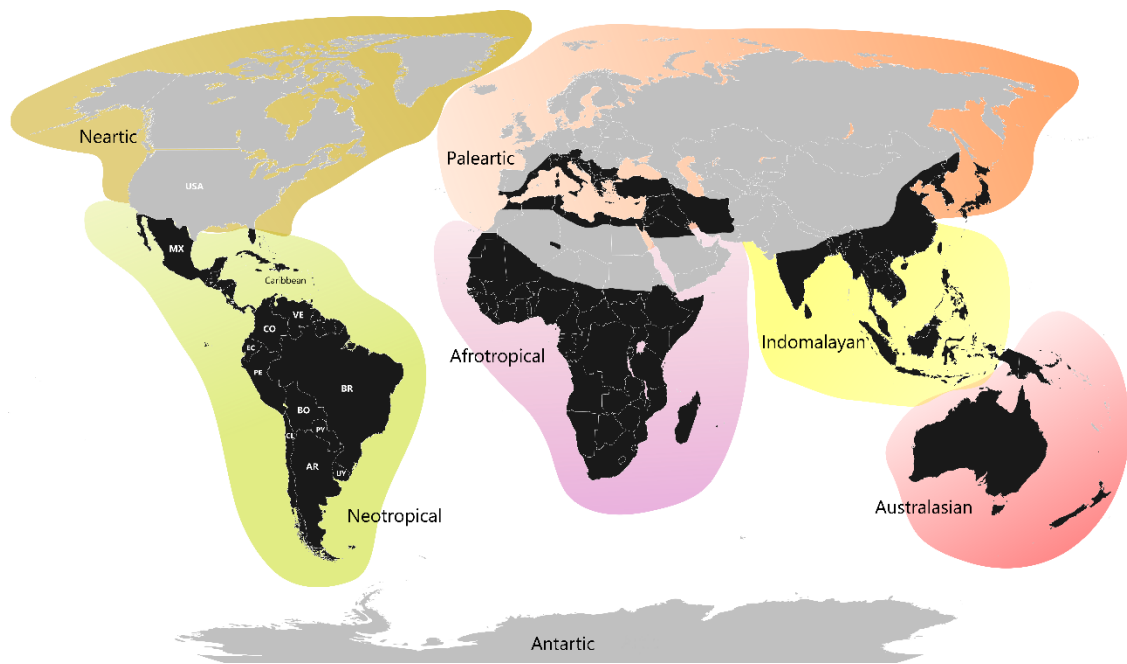 Neartic
USA
Paleartic
MX
Caribbean
VE
CO
EC
PE
BR
BO
PY
CL
AR
UY
Neotropical
Afrotropical
Indomalayan
Australasian
Antartic